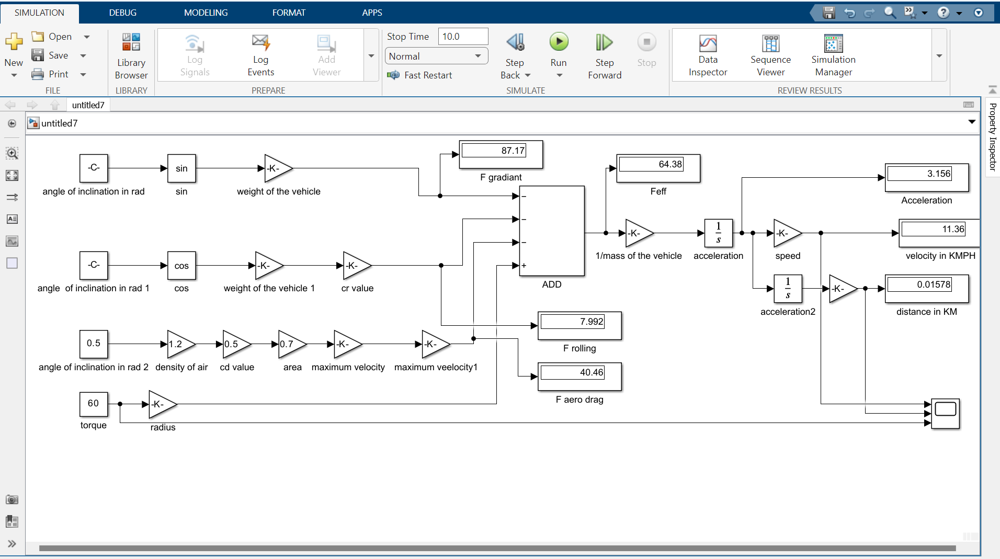 SIMULATION
DEBUG
MODELING
FORMAT
APPS
New
Open
Save
Print
FILE
Library
Browser
LIBRARY
Log
Signals
Log
Events
Add
Viewer
PREPARE
Stop Time
10.0
Normal
Fast Restart
Step
Back
Run
Step
Forward
Stop
SIMULATE
Data
Inspector
Sequence
Viewer
Simulation
Manager
REVIEW RESULTS
untitled7
untitled7
Property Inspector
-C-
angle of inclination in rad
sin
sin
-K-
weight of the vehicle
87.17
F gradiant
64.38
Feff
3.156
Acceleration
-C-
angle  of inclination in rad 1
cos
cos
-K-
weight of the vehicle 1
-K-
cr value
−
−
−
+
ADD
-K-
1/mass of the vehicle
1
s
acceleration
-K-
speed
11.36
velocity in KMPH
1
s
acceleration2
-K-
0.01578
distance in KM
7.992
F rolling
0.5
angle of inclination in rad 2
1.2
density of air
0.5
cd value
0.7
area
-K-
maximum velocity
-K-
maximum veelocity1
40.46
F aero drag
60
torque
-K-
radius